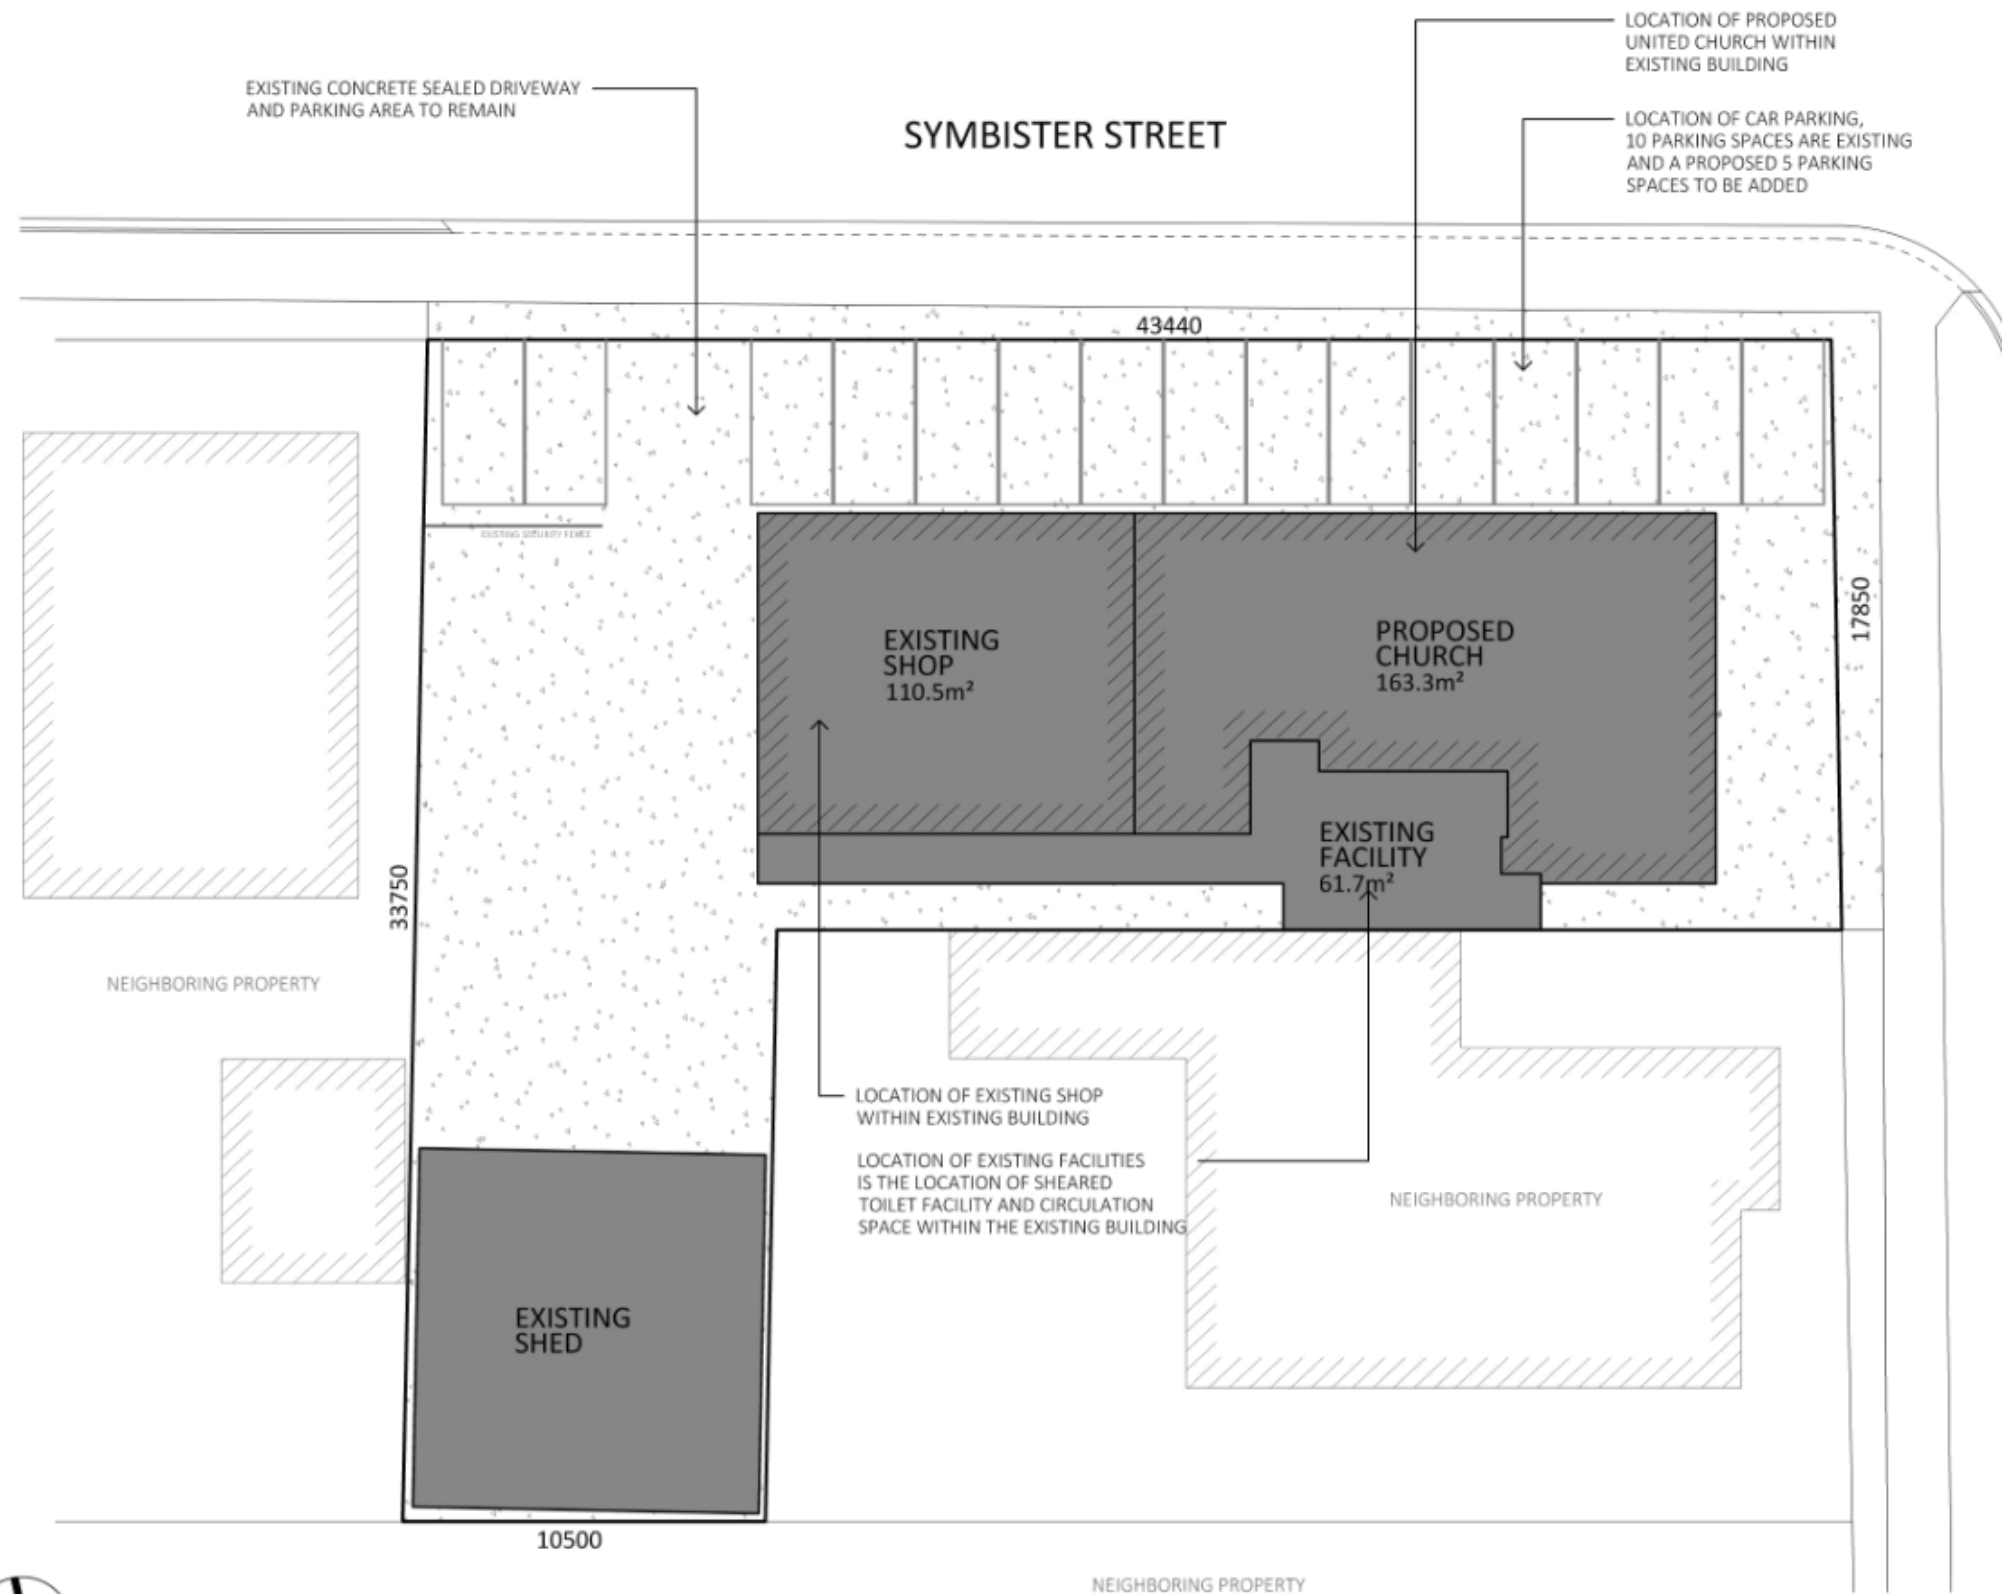 LOCATION OF PROPOSED
UNITED CHURCH WITHIN
EXISTING BUILDING
EXISTING CONCRETE SEALED DRIVEWAY
AND PARKING AREA TO REMAIN
SYMBISTER STREET
LOCATION OF CAR PARKING,
10 PARKING SPACES ARE EXISTING
AND A PROPOSED 5 PARKING
SPACES TO BE ADDED
43440
EXISTING SECURITY FENCE
17850
EXISTING
SHOP
110.5m²
PROPOSED
CHURCH
163.3m²
EXISTING
FACILITY
61.7m²
33750
NEIGHBORING PROPERTY
LOCATION OF EXISTING SHOP
WITHIN EXISTING BUILDING
LOCATION OF EXISTING FACILITIES
IS THE LOCATION OF SHEARED
TOILET FACILITY AND CIRCULATION
SPACE WITHIN THE EXISTING BUILDING
NEIGHBORING PROPERTY
EXISTING
SHED
10500
NEIGHBORING PROPERTY